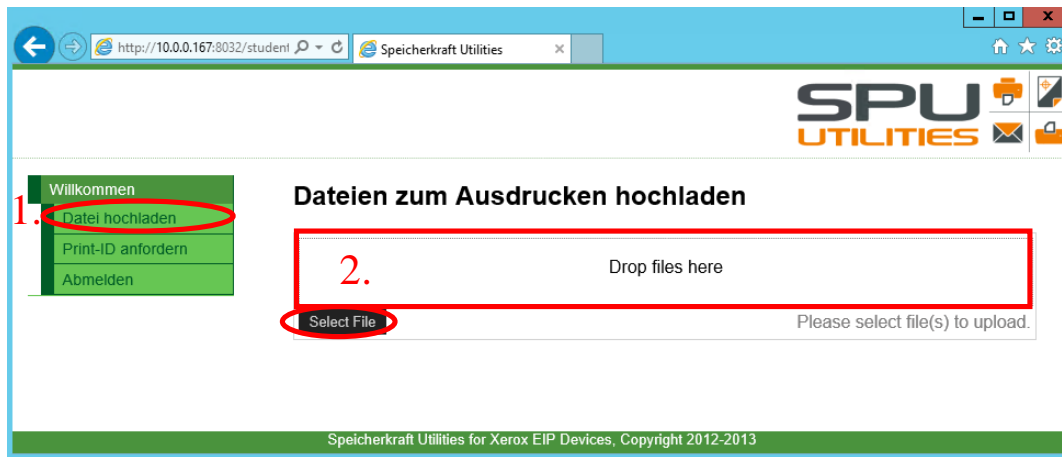 http://10.0.0.167:8032/student
Speicherkraft Utilities
SPU
UTILITIES
Willkommen
1.
Datei hochladen
Print-ID anfordern
Abmelden
Dateien zum Ausdrucken hochladen
2.
Drop files here
Select File
Please select file(s) to upload.
Speicherkraft Utilities for Xerox EIP Devices, Copyright 2012-2013